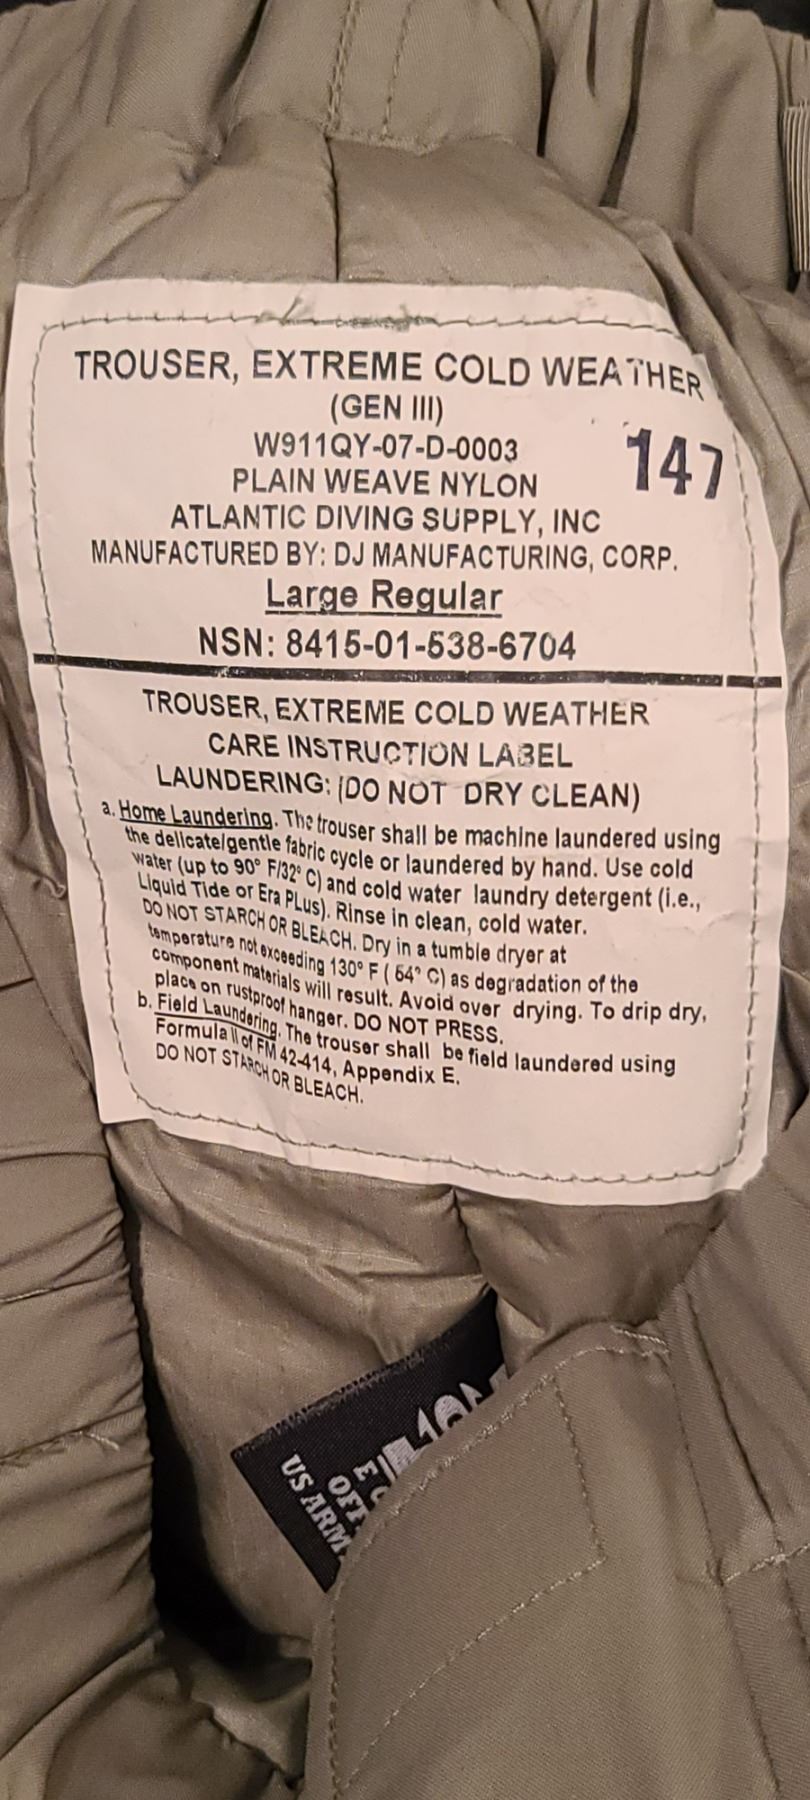 TROUSER, EXTREME COLD WEATHER
(GEN III)
W911QY-07-D-0003
147
PLAIN WEAVE NYLON
ATLANTIC DIVING SUPPLY, INC
MANUFACTURED BY: DJ MANUFACTURING, CORP.
Large Regular
NSN: 8415-01-538-6704
TROUSER, EXTREME COLD WEATHER
CARE INSTRUCTION LABEL
LAUNDERING: (DO NOT DRY CLEAN)
a. Home Laundering. The trouser shall be machine laundered using
the delicate/gentle fabric cycle or laundered by hand. Use cold
water (up to 90° F/32° C) and cold water laundry detergent (i.e.,
Liquid Tide or Era PLus). Rinse in clean, cold water.
DO NOT STARCH OR BLEACH. Dry in a tumble dryer at
temperature not exceeding 130° F ( 54° C) as degradation of the
component materials will result. Avoid over drying. To drip dry,
place on rustproof hanger. DO NOT PRESS.
b. Field Laundering. The trouser shall be field laundered using
Formula II of FM 42-414, Appendix E.
DO NOT STARCH OR BLEACH.
US ARM